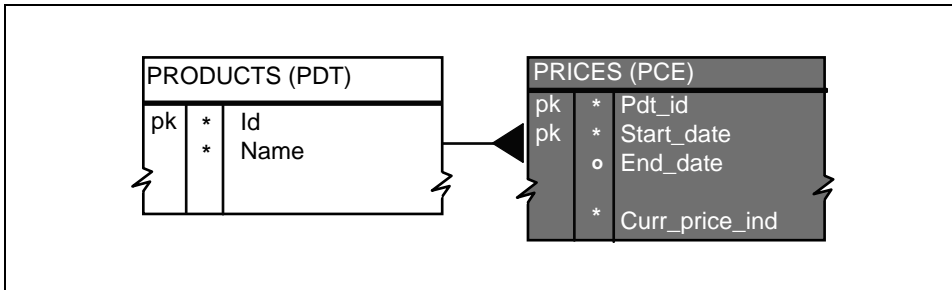 PRODUCTS (PDT)
pk * Id
* Name
PRICES (PCE)
pk * Pdt_id
pk * Start_date
o End_date
* Curr_price_ind